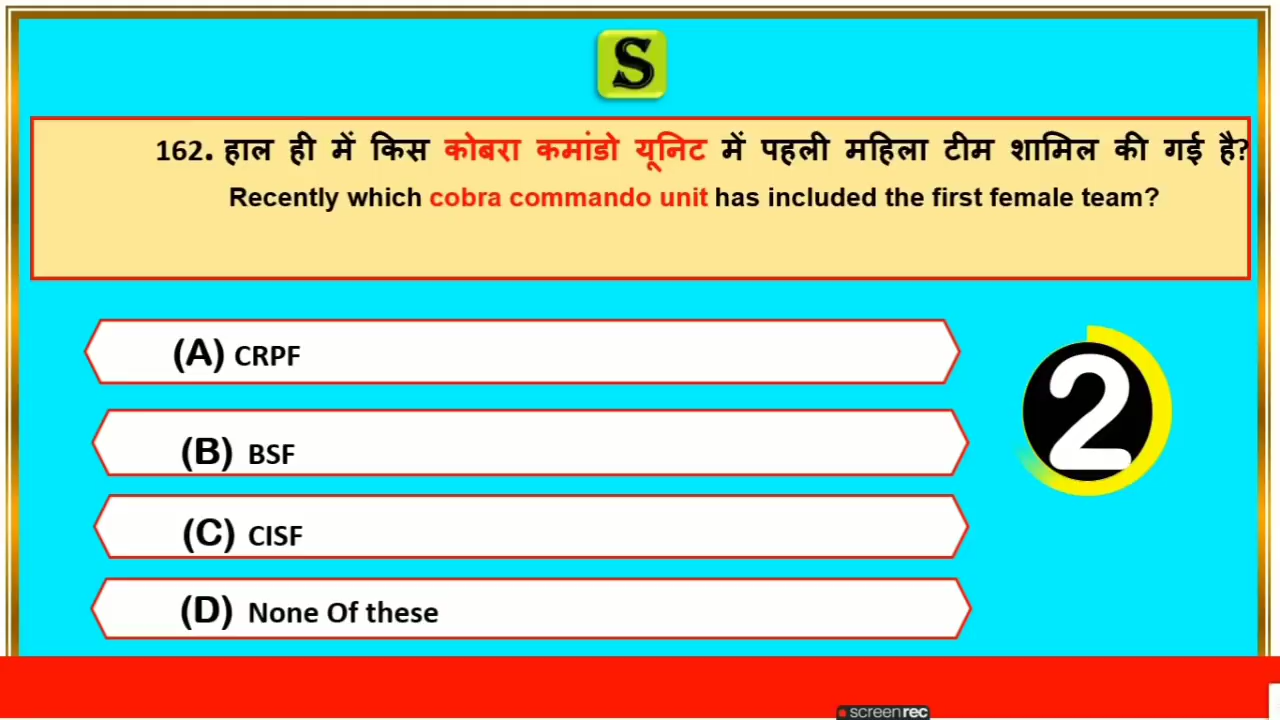 S
162. हाल ही में किस कोबरा कमांडो यूनिट में पहली महिला टीम शामिल की गई है?
Recently which cobra commando unit has included the first female team?
(A) CRPF
(B) BSF
(C) CISF
(D) None Of these
2
screenrec